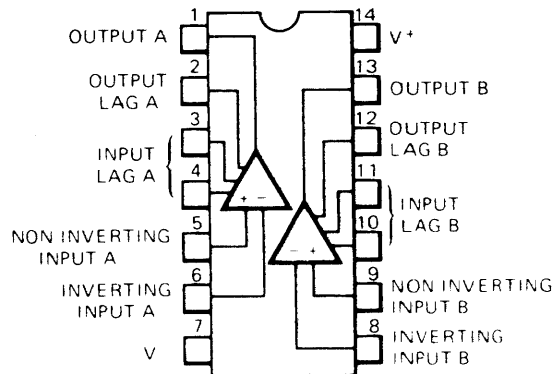 1
OUTPUT A
2
OUTPUT
LAG A
3
INPUT
LAG A
4
5
NON INVERTING
INPUT A
6
INVERTING
INPUT A
7
V
14
V+
13
OUTPUT B
12
OUTPUT
LAG B
11
INPUT
LAG B
10
9
NON INVERTING
INPUT B
8
INVERTING
INPUT B
+ −
− +